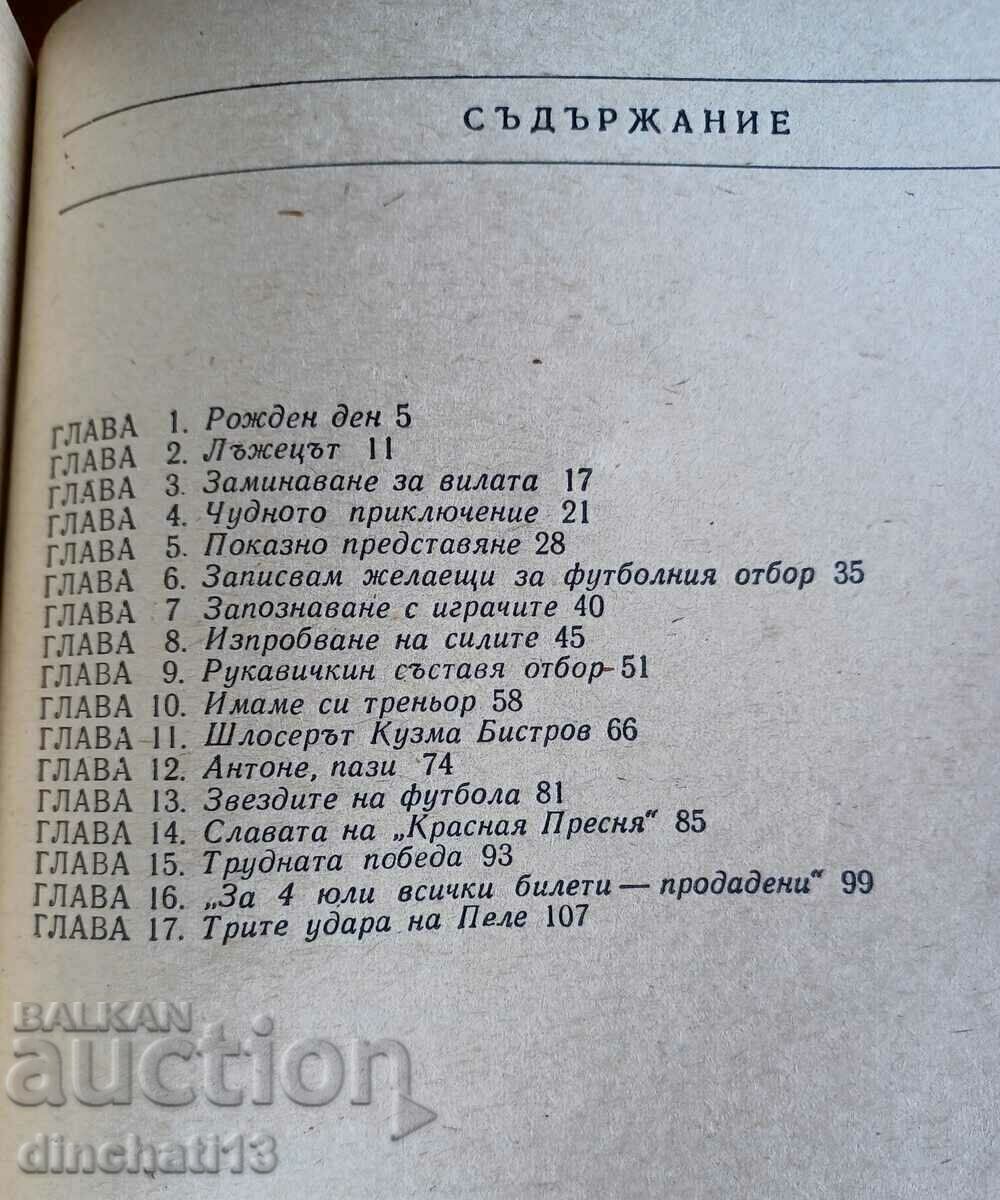 СЪДЪРЖАНИЕ
ГЛАВА 1. Рожден ден 5
ГЛАВА 2. Лъжецът 11
ГЛАВА 3. Заминаване за вилата 17
ГЛАВА 4. Чудното приключение 21
ГЛАВА 5. Показно представяне 28
ГЛАВА 6. Записвам желаещи за футболния отбор 35
ГЛАВА 7 Запознаване с играчите 40
ГЛАВА 8. Изпробване на силите 45
ГЛАВА 9. Рукавичкин съставя отбор 51
ГЛАВА 10. Имаме си треньор 58
ГЛАВА 11. Шлосерът Кузма Бистров 66
ГЛАВА 12. Антоне, пази 74
ГЛАВА 13. Звездите на футбола 81
ГЛАВА 14. Славата на „Красная Пресня“ 85
ГЛАВА 15. Трудната победа 93
ГЛАВА 16. „За 4 юли всички билети — продадени“ 99
ГЛАВА 17. Трите удара на Пеле 107
BALKAN
auction
dinchati13